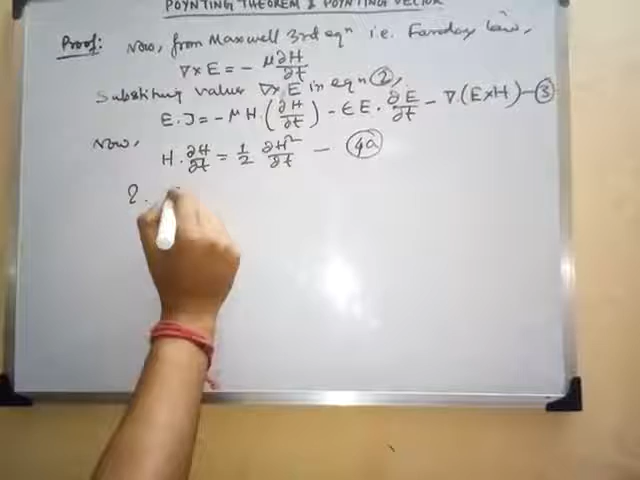 POYNTING THEOREM & POYNTING VECTOR
Proof: Now, from Maxwell 3rd eqn i.e. Faraday law,
∇×E = - μ∂H/∂t
Substituting value ∇×E in eqn ②,
E.J = - μH.(∂H/∂t) - ϵE.∂E/∂t - ∇.(E×H) - ③
Now,
H.∂H/∂t = 1/2 ∂H²/∂t - ④a